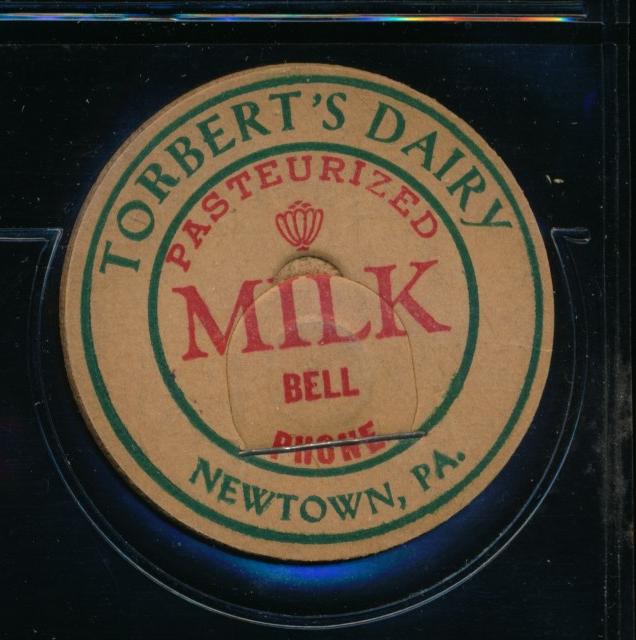 TORBERT'S DAIRY
PASTEURIZED
MILK
BELL
PHONE
NEWTOWN, PA.